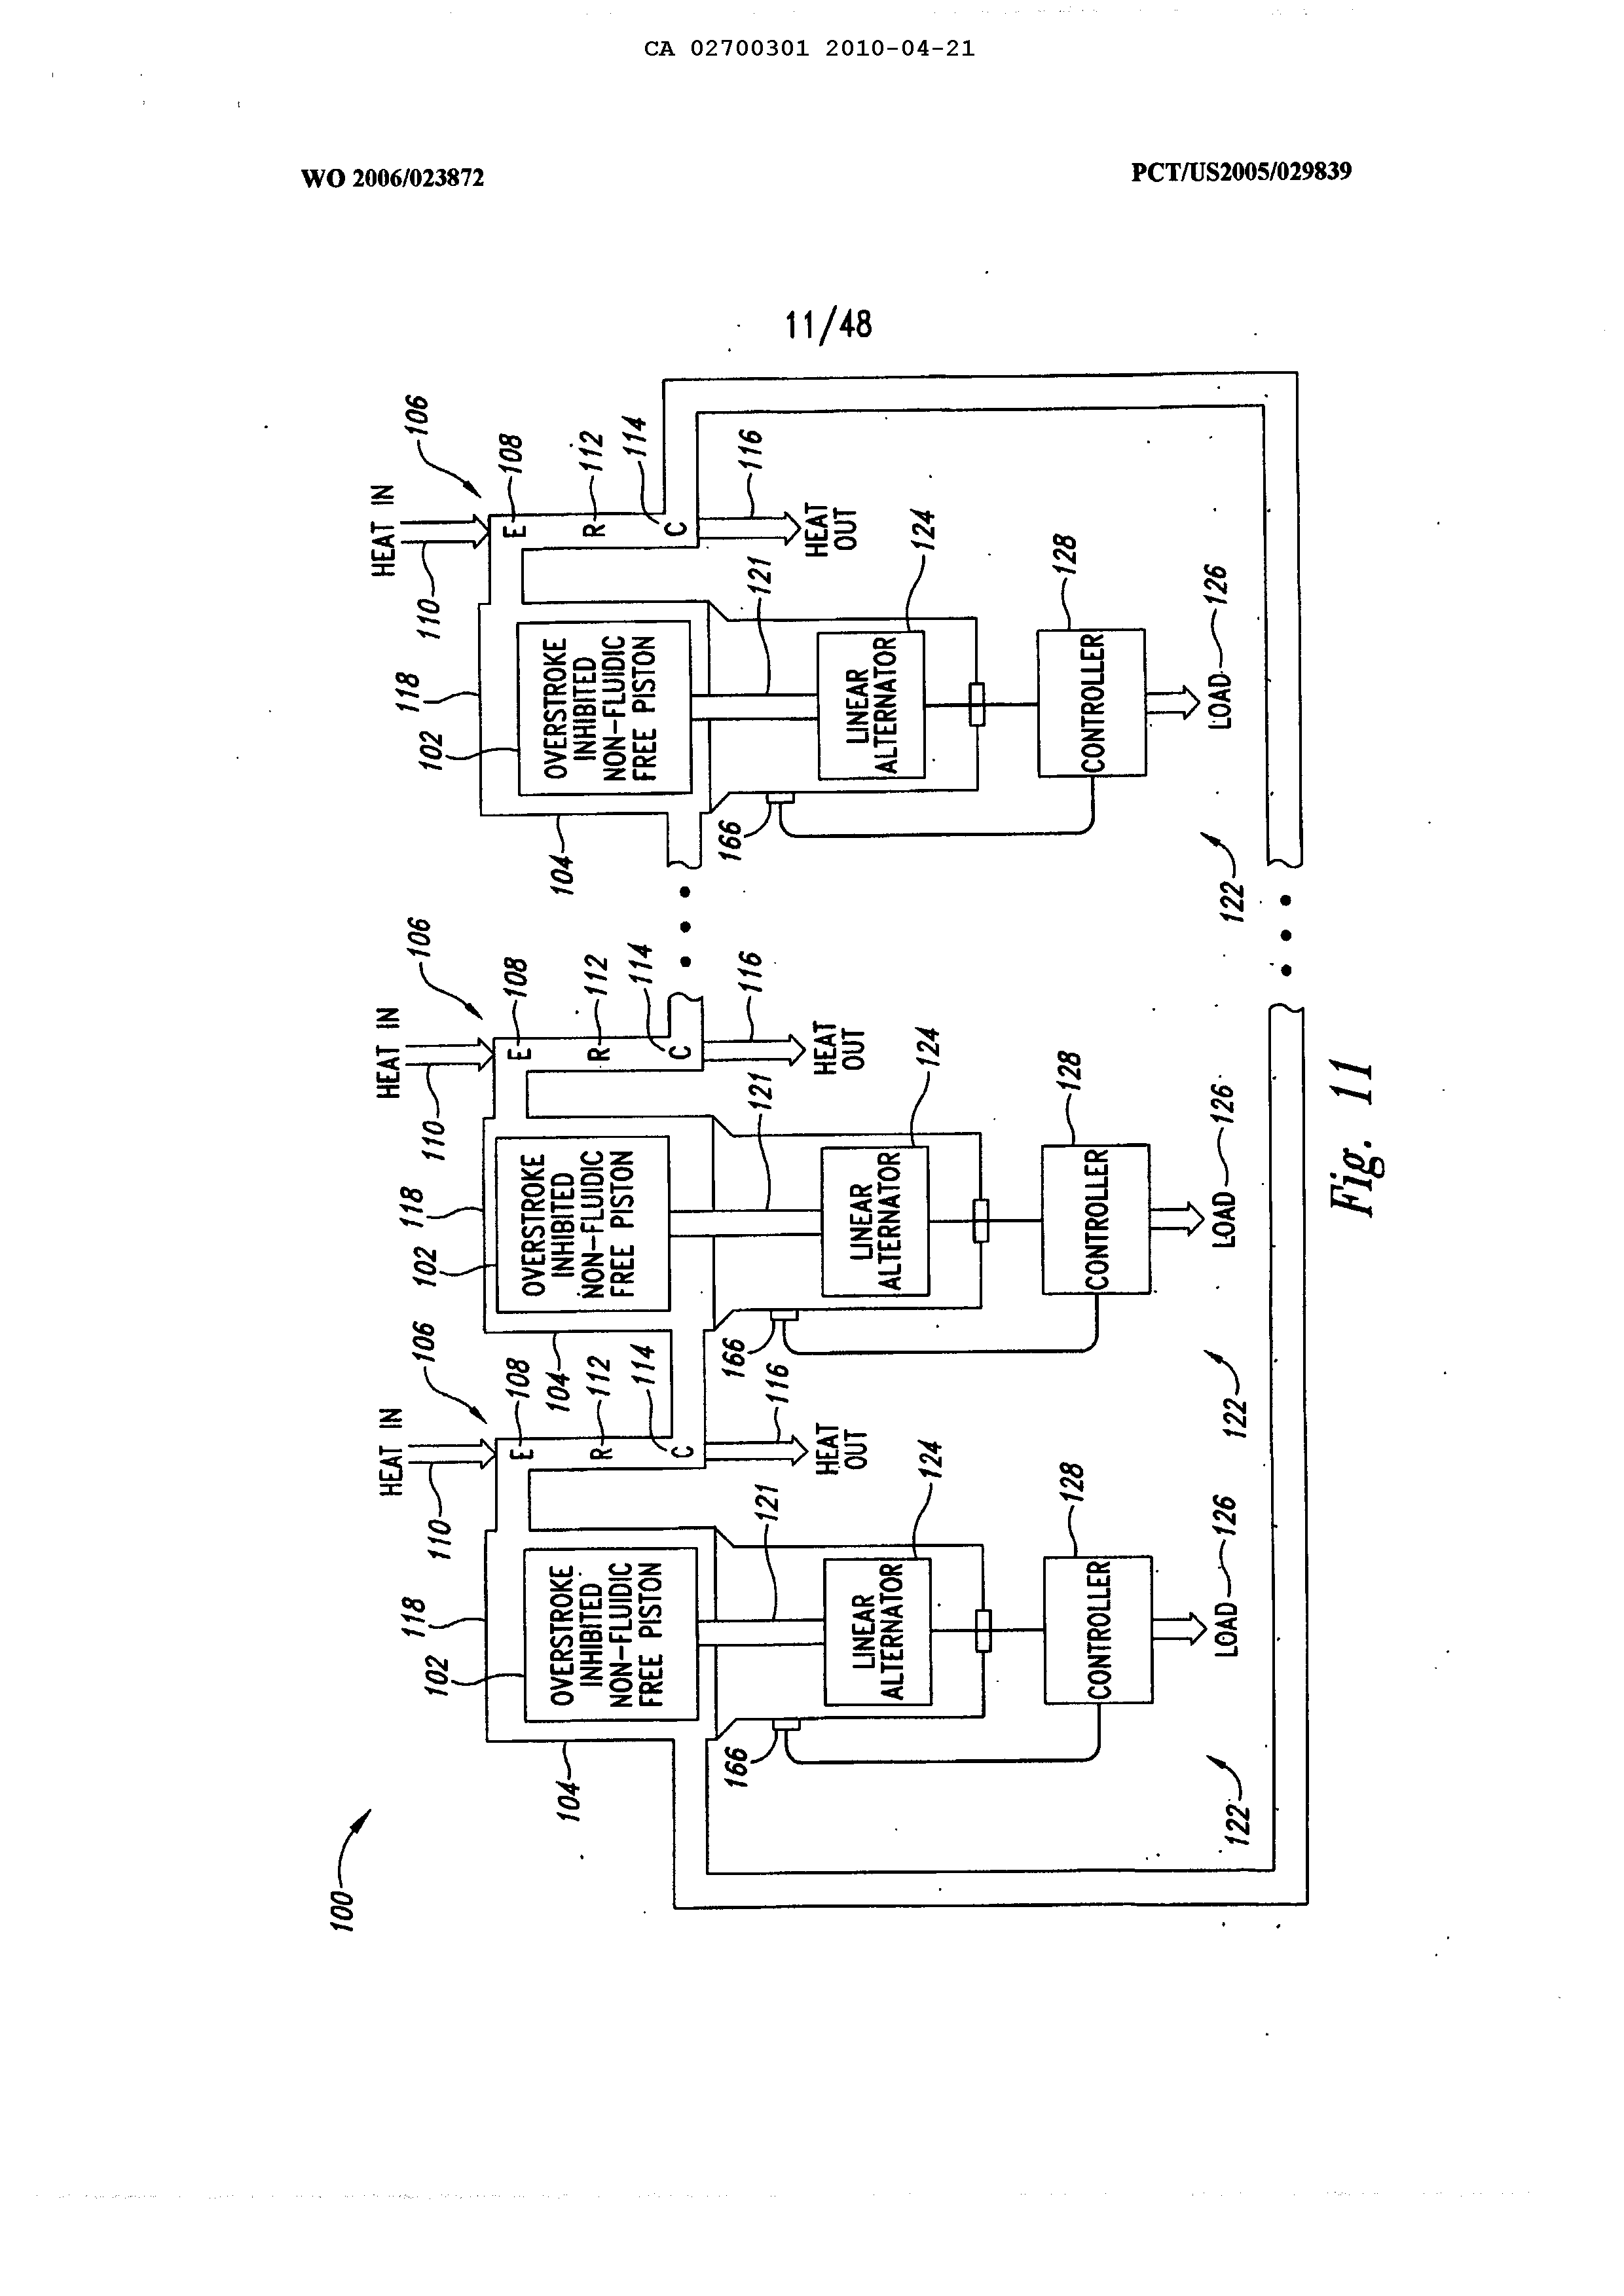 CA 02700301 2010-04-21
WO 2006/023872
PCT/US2005/029839
11/48
100
HEAT IN
110
106
118
102
104
E
108
R
112
C
114
116
HEAT
OUT
OVERSTROKE
INHIBITED
NON-FLUIDIC
FREE PISTON
121
166
LINEAR
ALTERNATOR
124
CONTROLLER
128
LOAD
126
122
HEAT IN
110
106
118
102
104
E
108
R
112
C
114
116
HEAT
OUT
OVERSTROKE
INHIBITED
NON-FLUIDIC
FREE PISTON
121
166
LINEAR
ALTERNATOR
124
CONTROLLER
128
LOAD
126
122
HEAT IN
110
106
118
102
104
E
108
R
112
C
114
116
HEAT
OUT
OVERSTROKE
INHIBITED
NON-FLUIDIC
FREE PISTON
121
166
LINEAR
ALTERNATOR
124
CONTROLLER
128
LOAD
126
122
Fig. 11